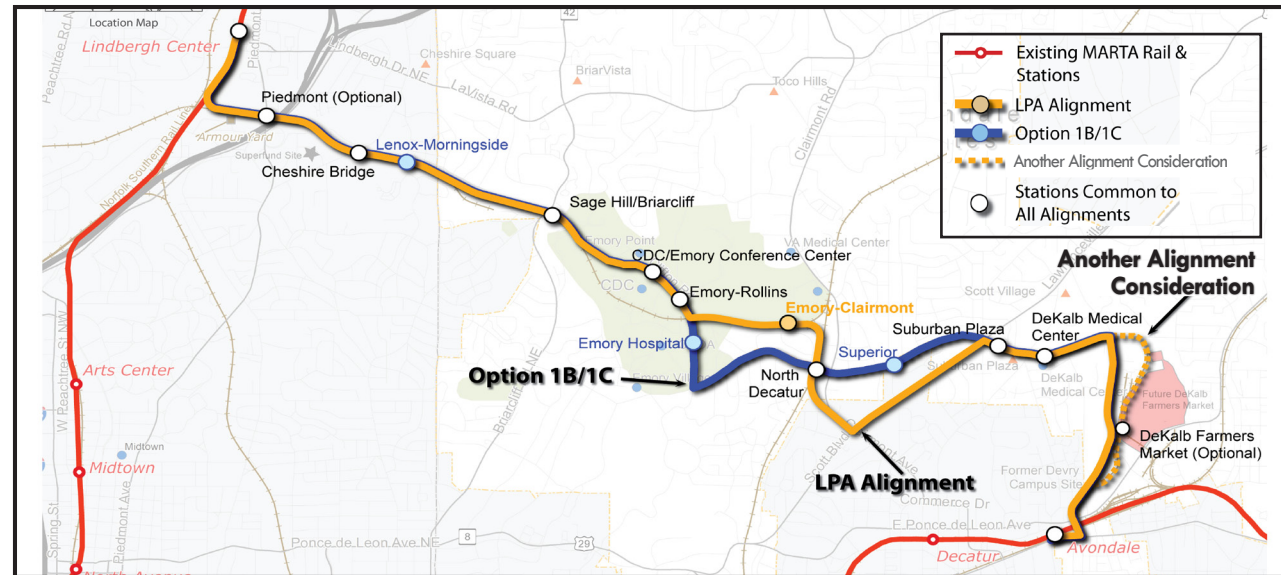 Location Map
Lindbergh Center
Peachtree Rd N
Piedmont
42
Lindbergh Dr NE
Cheshire Square
LaVista Rd
BriarVista
Toco Hills
Clairmont Rd
Existing MARTA Rail &
Stations
LPA Alignment
Option 1B/1C
Another Alignment Consideration
Stations Common to
All Alignments
Piedmont (Optional)
Norfolk Southern Rail Line
ArmourYard
Superfund Site
Cheshire Bridge
Lenox-Morningside
Sage Hill/Briarcliff
Emory Point
CDC/Emory Conference Center
VA Medical Center
CDC
Emory-Rollins
Emory-Clairmont
Lawrenceville
Another Alignment
Consideration
Scott Village
Suburban Plaza
DeKalb Medical
Center
Emory Hospital
Superior
Suburban Plaza
Option 1B/1C
North
Decatur
DeKalb
Medical Center
Future DeKalb
Farmers Market
W Peachtree St NW
Arts Center
Briarcliff Rd NE
Midtown
Midtown
Piedmont Ave
Spring St
Scott Blvd
LPA Alignment
DeKalb Farmers
Market (Optional)
Former Devry
Campus Site
Commerce Dr
E Ponce de Leon Ave
Ponce de Leon Ave NE
8
29
Decatur
Avondale
North Avenue